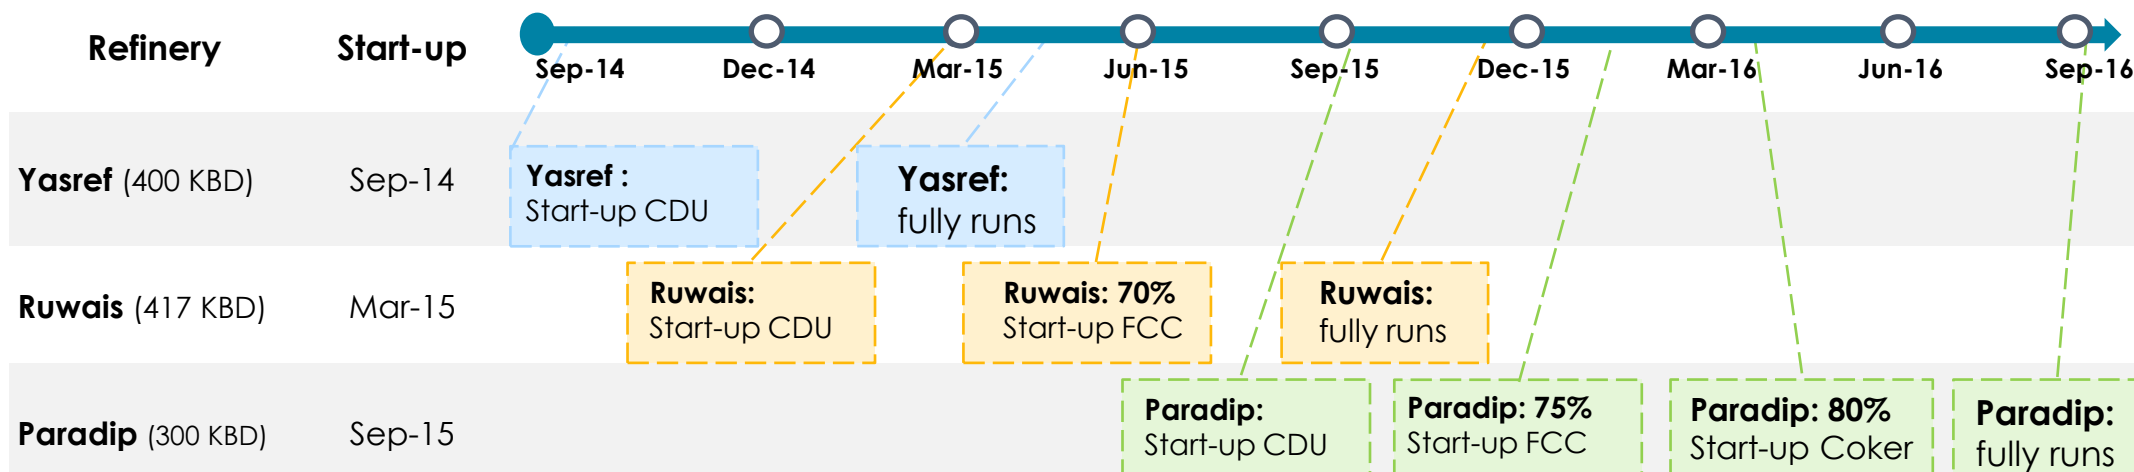 Refinery
Start-up
Sep-14
Dec-14
Mar-15
Jun-15
Sep-15
Dec-15
Mar-16
Jun-16
Sep-16
Yasref (400 KBD)
Sep-14
Yasref :
Start-up CDU
Yasref:
fully runs
Ruwais (417 KBD)
Mar-15
Ruwais:
Start-up CDU
Ruwais: 70%
Start-up FCC
Ruwais:
fully runs
Paradip (300 KBD)
Sep-15
Paradip:
Start-up CDU
Paradip: 75%
Start-up FCC
Paradip: 80%
Start-up Coker
Paradip:
fully runs